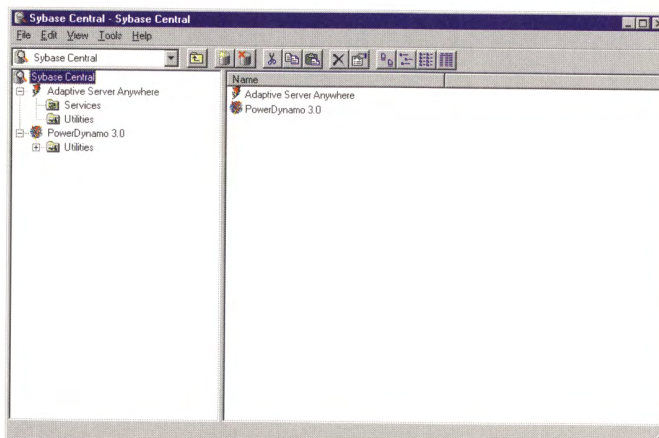 Sybase Central - Sybase Central
File Edit View Tools Help
Sybase Central
Sybase Central
Adaptive Server Anywhere
Services
Utilities
PowerDynamo 3.0
Utilities
Name
Adaptive Server Anywhere
PowerDynamo 3.0